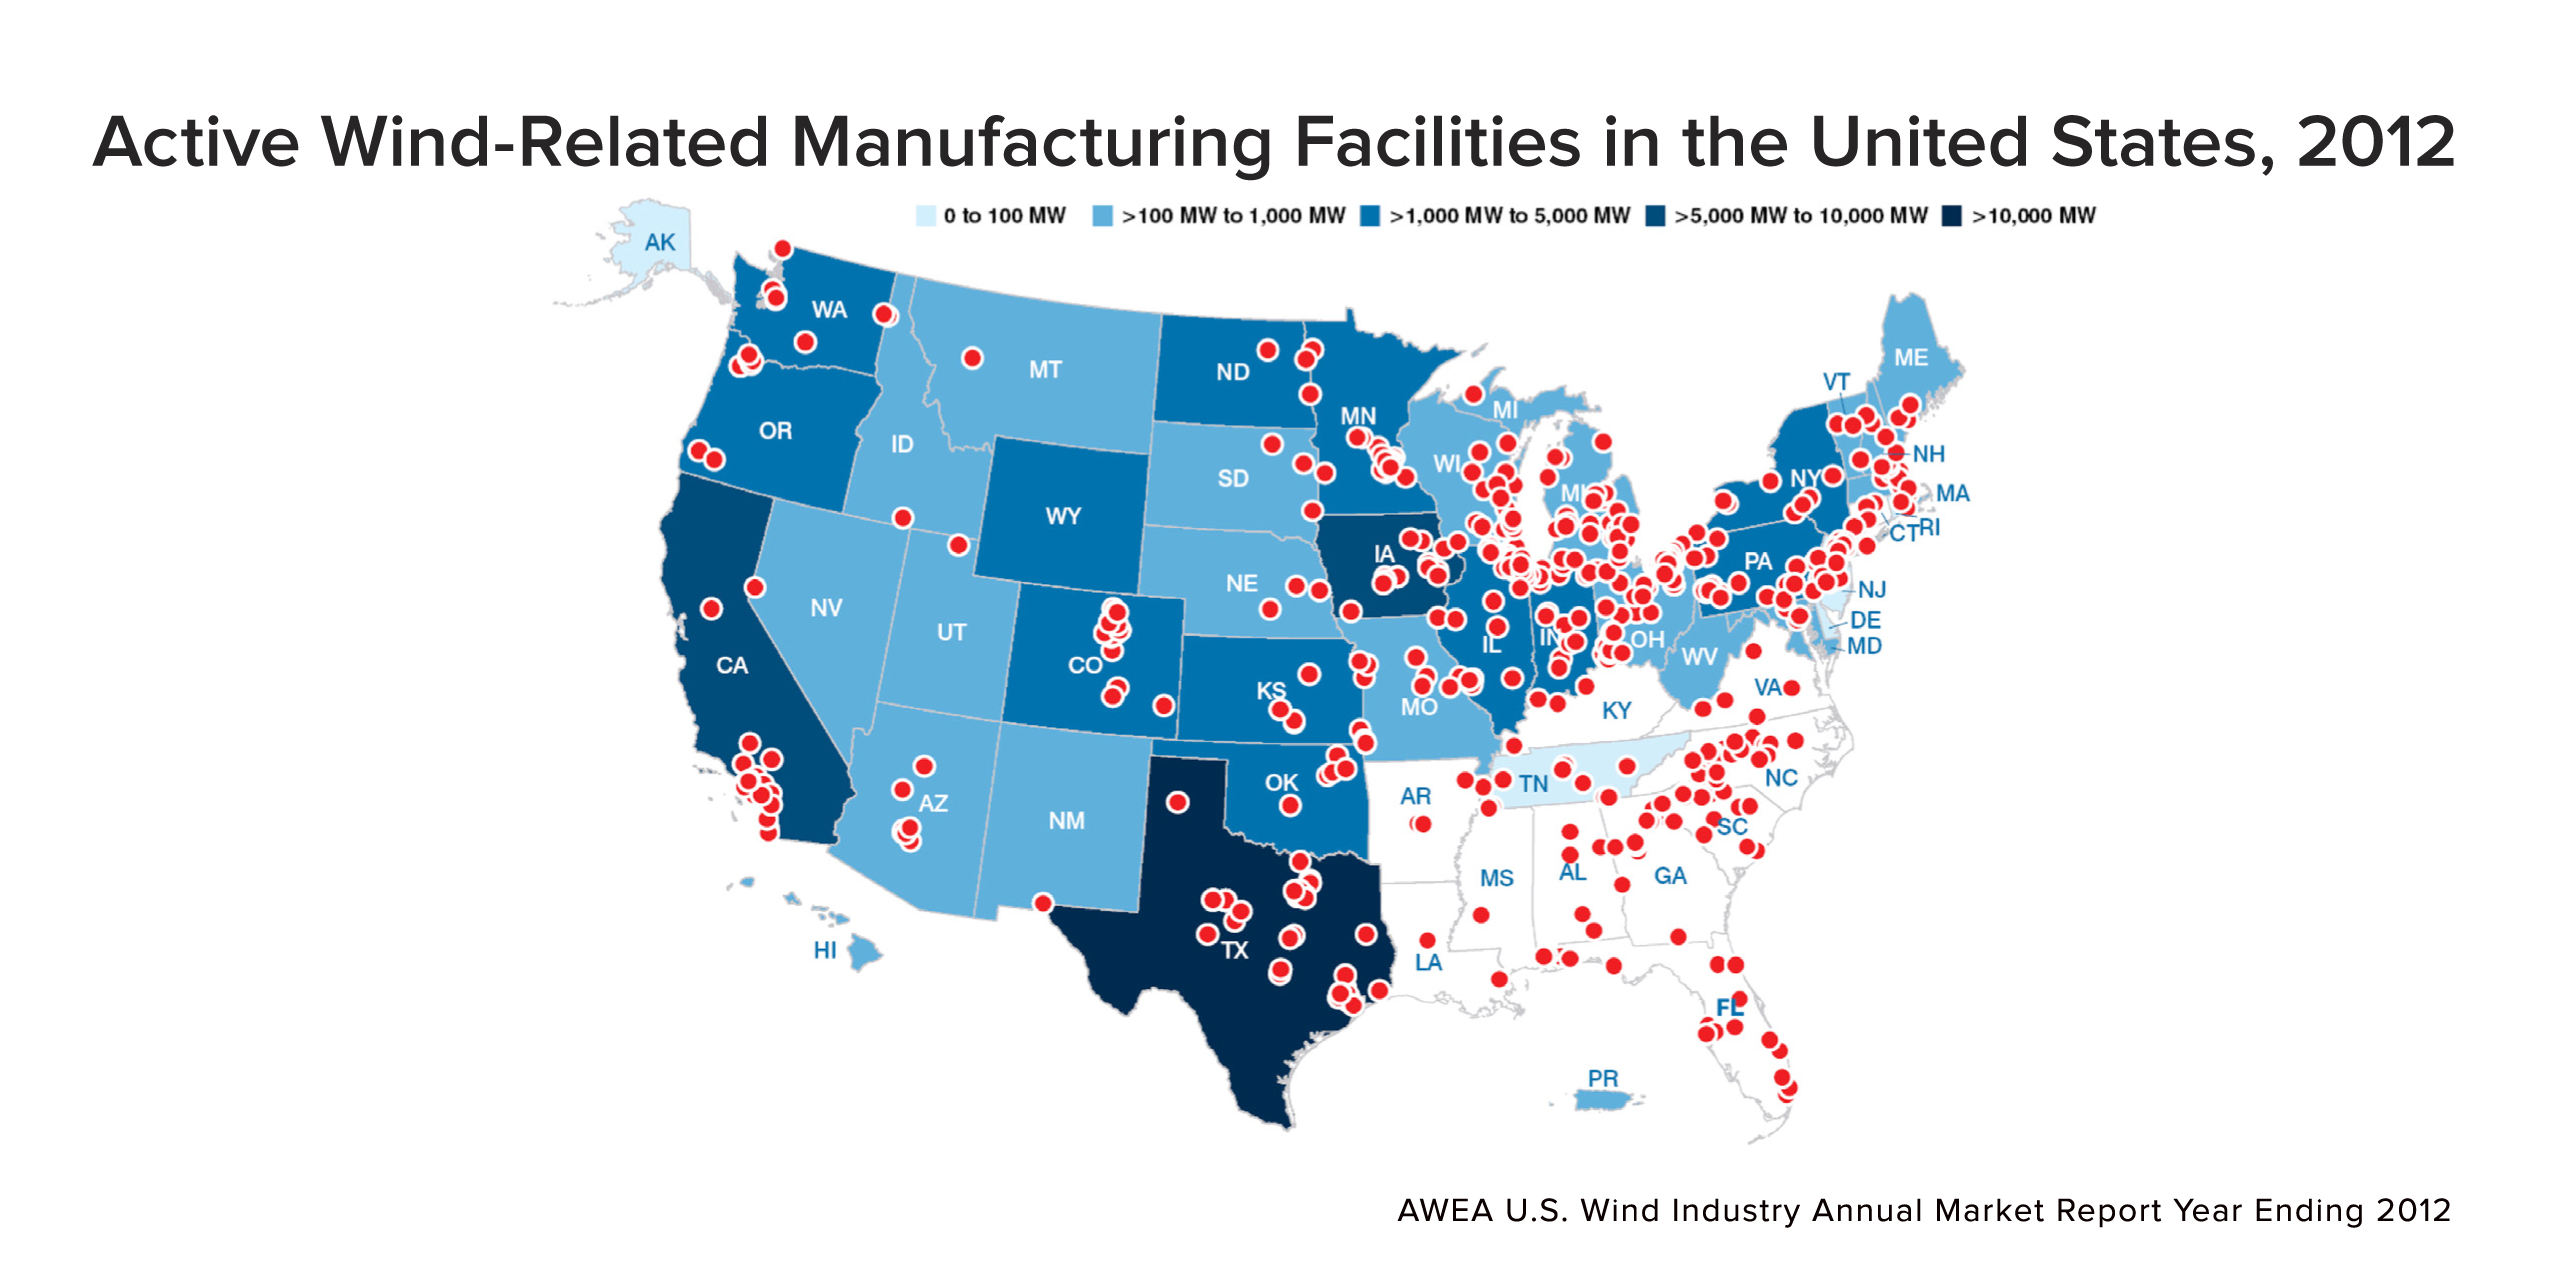 Active Wind-Related Manufacturing Facilities in the United States, 2012
0 to 100 MW >100 MW to 1,000 MW >1,000 MW to 5,000 MW >5,000 MW to 10,000 MW >10,000 MW
AK
WA
ME
MT
ND
VT
OR
MI
MN
ID
NH
WI
SD
NY
MI
MA
WY
RI
CT
IA
PA
NE
NJ
NV
DE
UT
IN
OH
IL
MD
WV
CO
CA
VA
KS
MO
KY
NC
OK
TN
AR
AZ
NM
SC
GA
AL
MS
HI
TX
LA
FL
PR
AWEA U.S. Wind Industry Annual Market Report Year Ending 2012